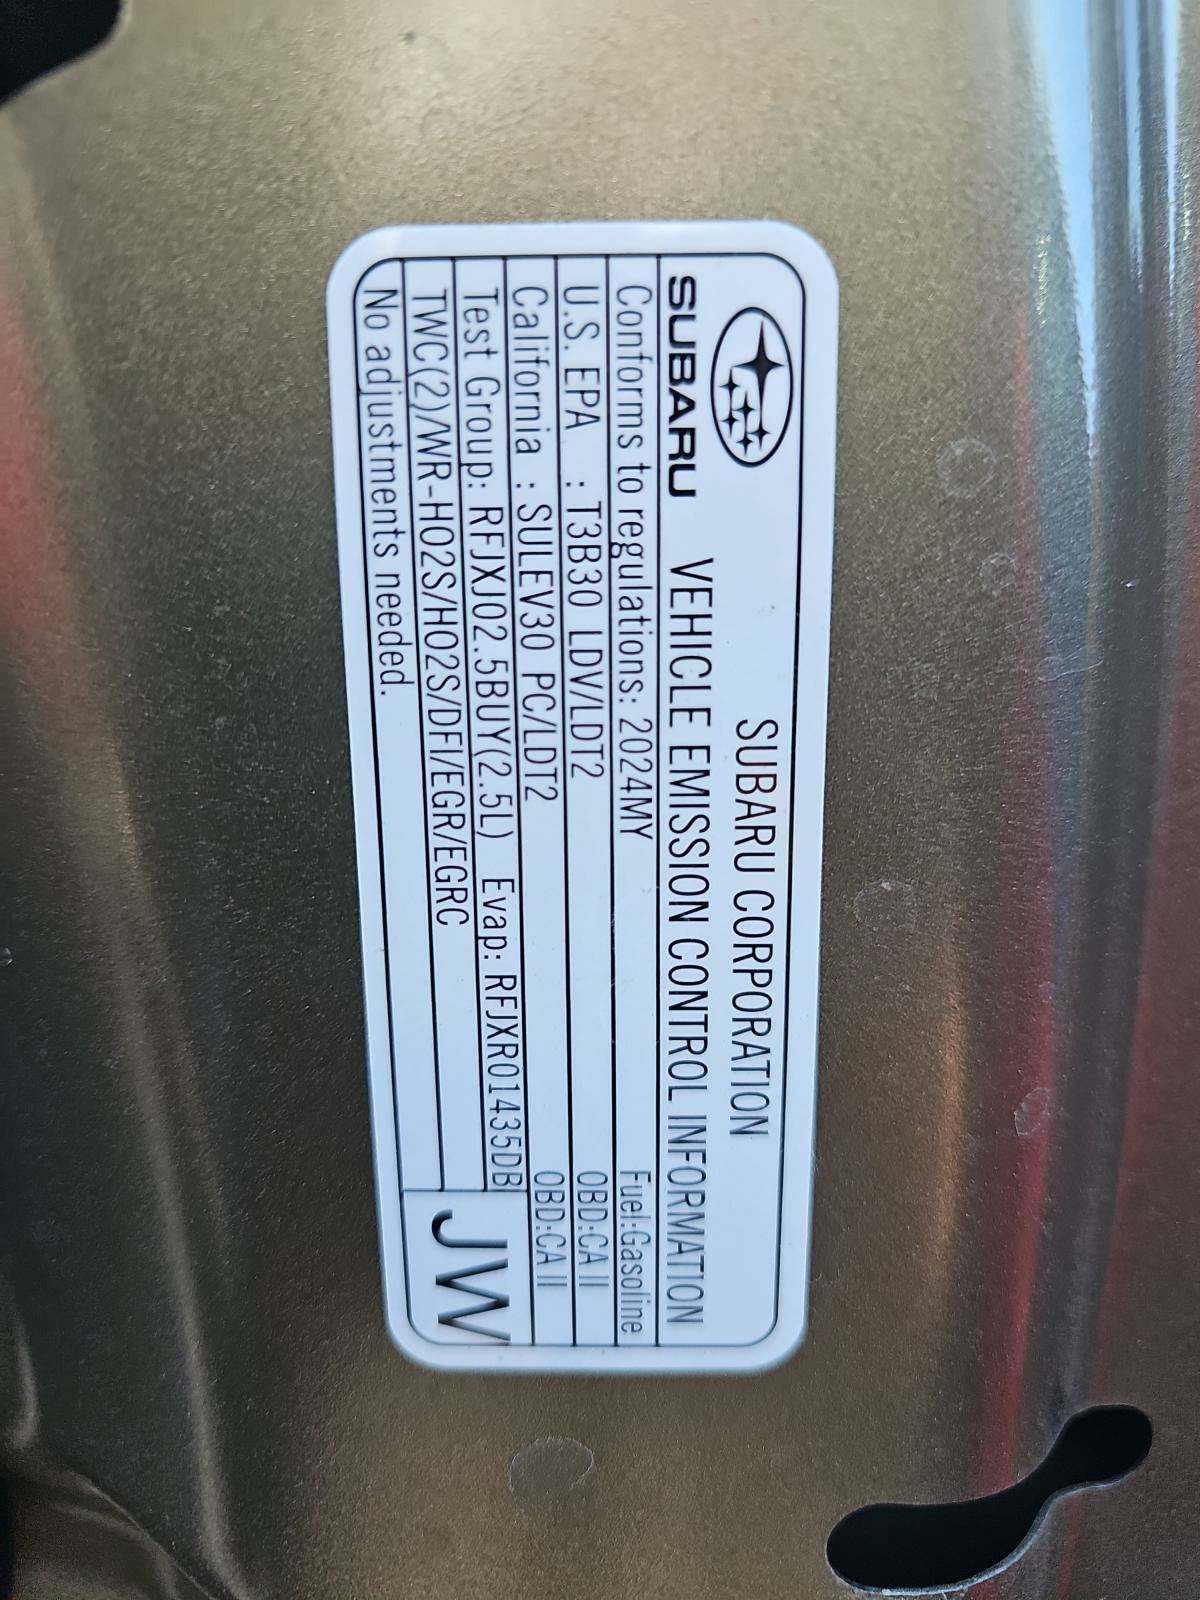 SUBARU CORPORATION
SUBARU VEHICLE EMISSION CONTROL INFORMATION
Conforms to regulations: 2024MY Fuel:Gasoline
U.S. EPA : T3B30 LDV/LDT2 OBD:CA II
California : SULEV30 PC/LDT2 OBD:CA II
Test Group: RFJXJ02.5BUY(2.5L) Evap: RFJXR01435DB
TWC(2)/WR-HO2S/HO2S/DFI/EGR/EGRC
No adjustments needed.
JW